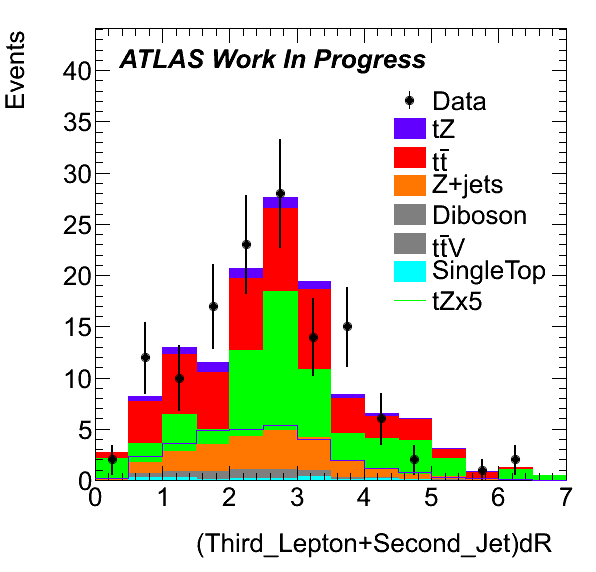 Events
ATLAS Work In Progress
Data
tZ
tt̄
Z+jets
Diboson
tt̄V
SingleTop
tZx5
40
35
30
25
20
15
10
5
0
0 1 2 3 4 5 6 7
(Third_Lepton+Second_Jet)dR